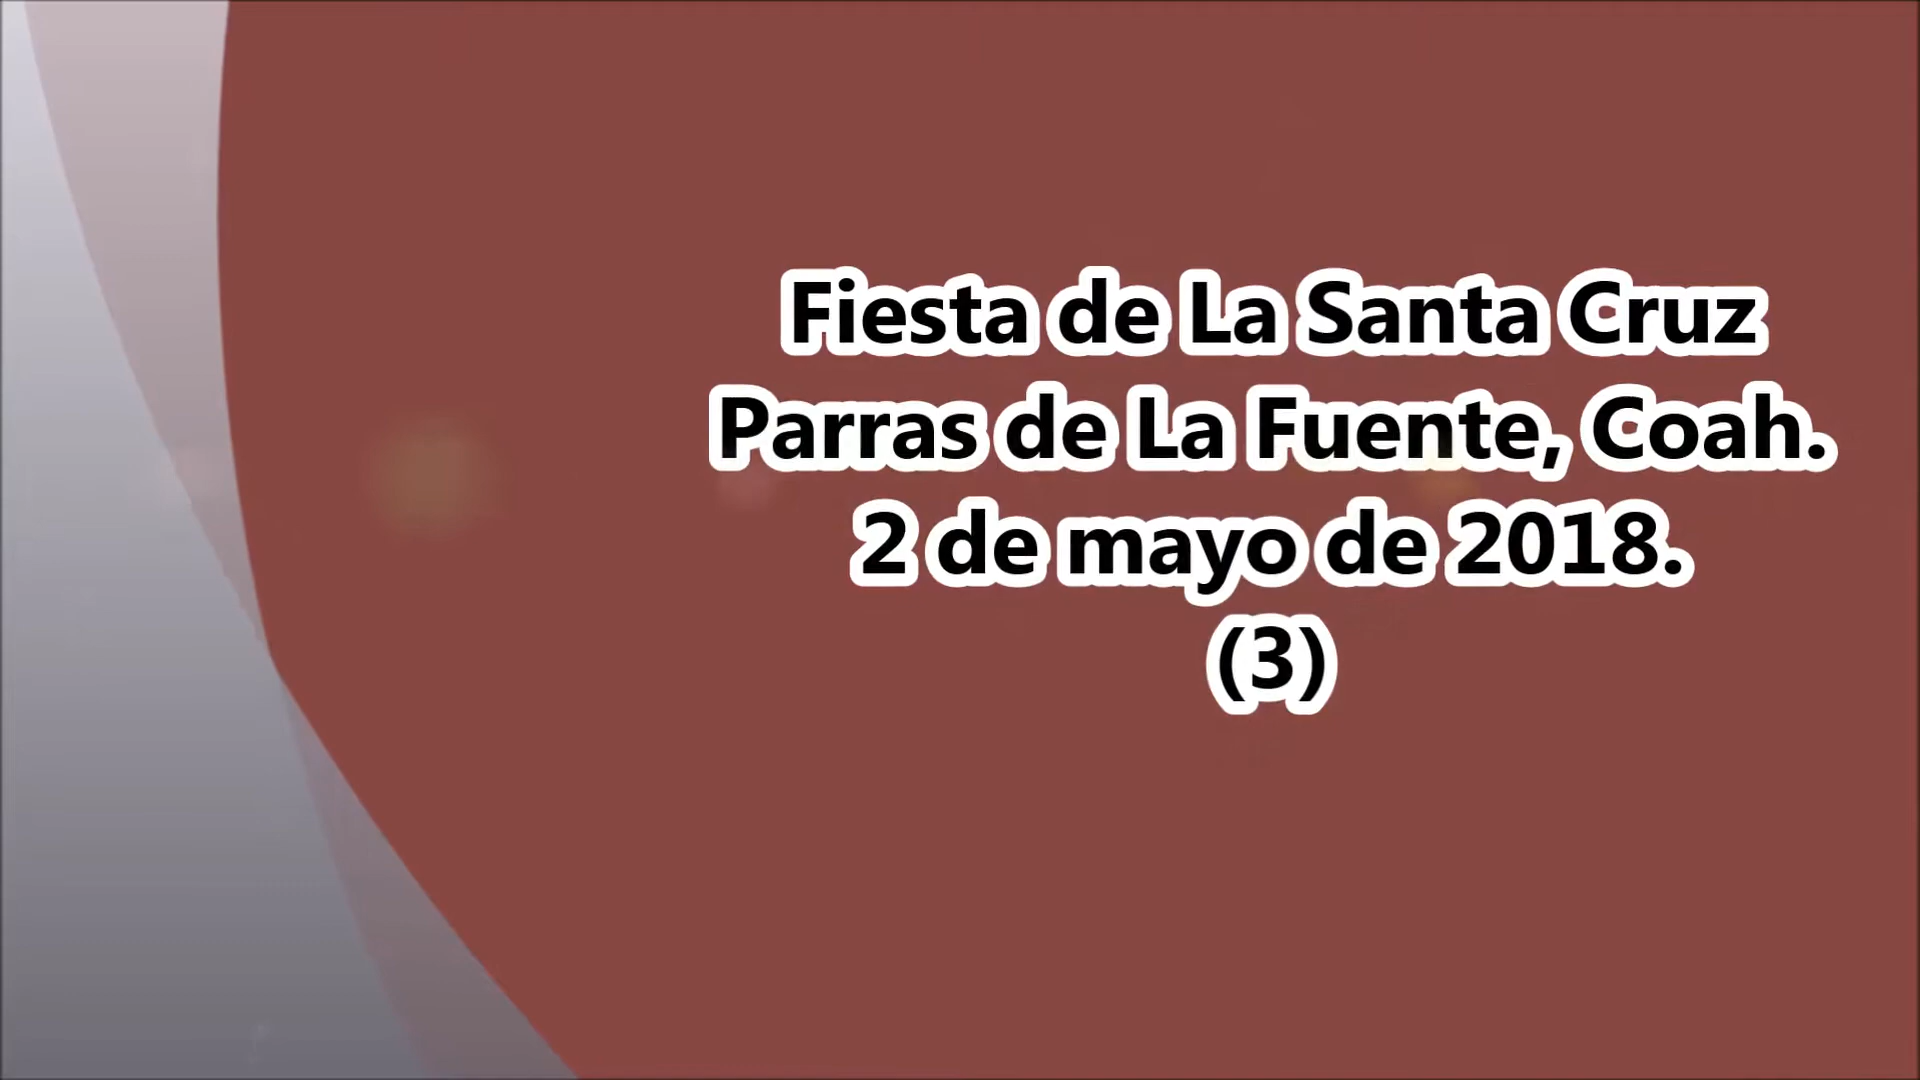 Fiesta de La Santa Cruz
Parras de La Fuente, Coah.
2 de mayo de 2018.
(3)